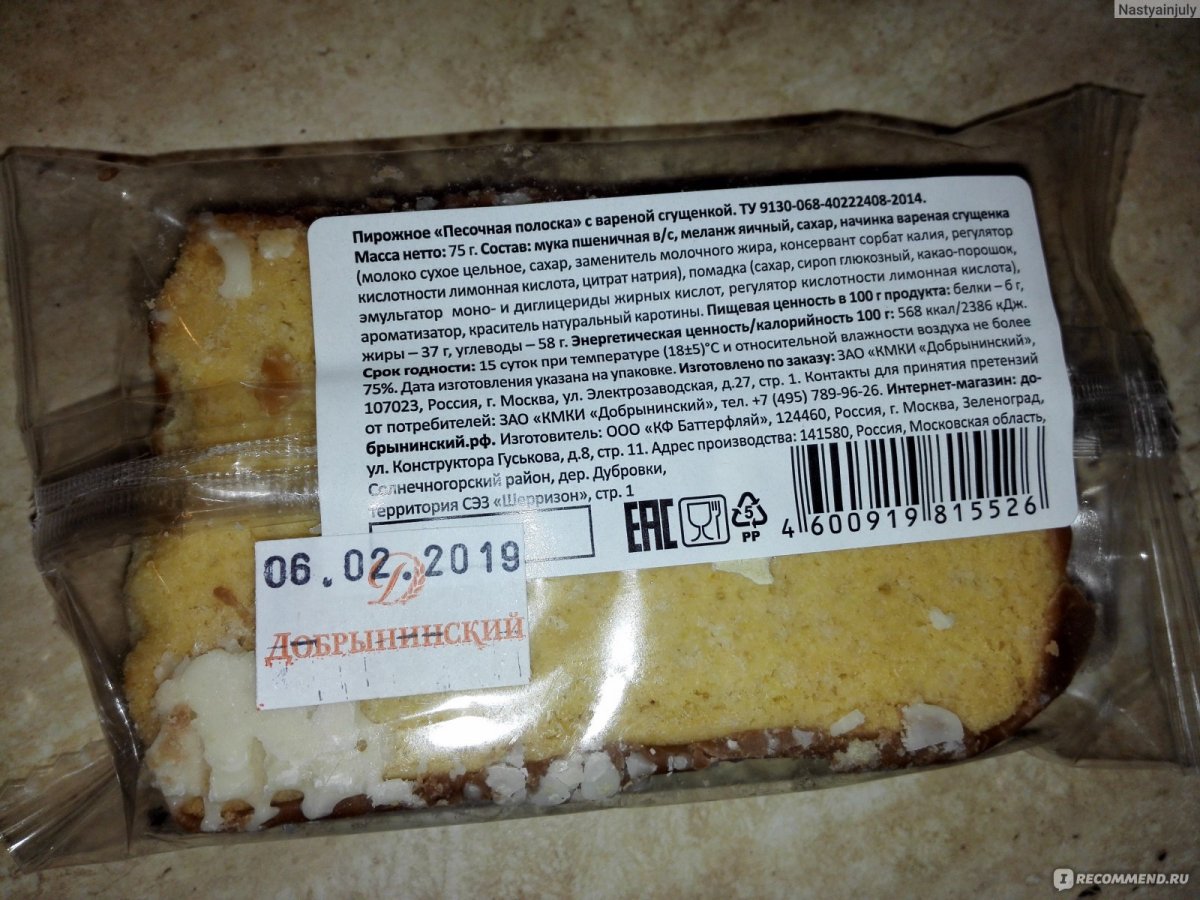 Nastyainjuly
Пирожное «Песочная полоска» с вареной сгущенкой. ТУ 9130-068-40222408-2014.
Масса нетто: 75 г. Состав: мука пшеничная в/с, меланж яичный, сахар, начинка вареная сгущенка
(молоко сухое цельное, сахар, заменитель молочного жира, консервант сорбат калия, регулятор
кислотности лимонная кислота, цитрат натрия), помадка (сахар, сироп глюкозный, какао-порошок,
эмульгатор моно- и диглицериды жирных кислот, регулятор кислотности лимонная кислота),
ароматизатор, краситель натуральный каротины. Пищевая ценность в 100 г продукта: белки – 6 г,
жиры – 37 г, углеводы – 58 г. Энергетическая ценность/калорийность 100 г: 568 ккал/2386 кДж.
Срок годности: 15 суток при температуре (18±5)°С и относительной влажности воздуха не более
75%. Дата изготовления указана на упаковке. Изготовлено по заказу: ЗАО «КМКИ «Добрынинский»,
107023, Россия, г. Москва, ул. Электрозаводская, д.27, стр. 1. Контакты для принятия претензий
от потребителей: ЗАО «КМКИ «Добрынинский», тел. +7 (495) 789-96-26. Интернет-магазин: до-
брынинский.рф. Изготовитель: ООО «КФ Баттерфляй», 124460, Россия, г. Москва, Зеленоград,
ул. Конструктора Гуськова, д.8, стр. 11. Адрес производства: 141580, Россия, Московская область,
Солнечногорский район, дер. Дубровки,
территория СЭЗ «Шерризон», стр. 1
EAC
5
PP
4 600919 815526
06.02.2019
Д
ДОБРЫНИНСКИЙ
IRECOMMEND.RU